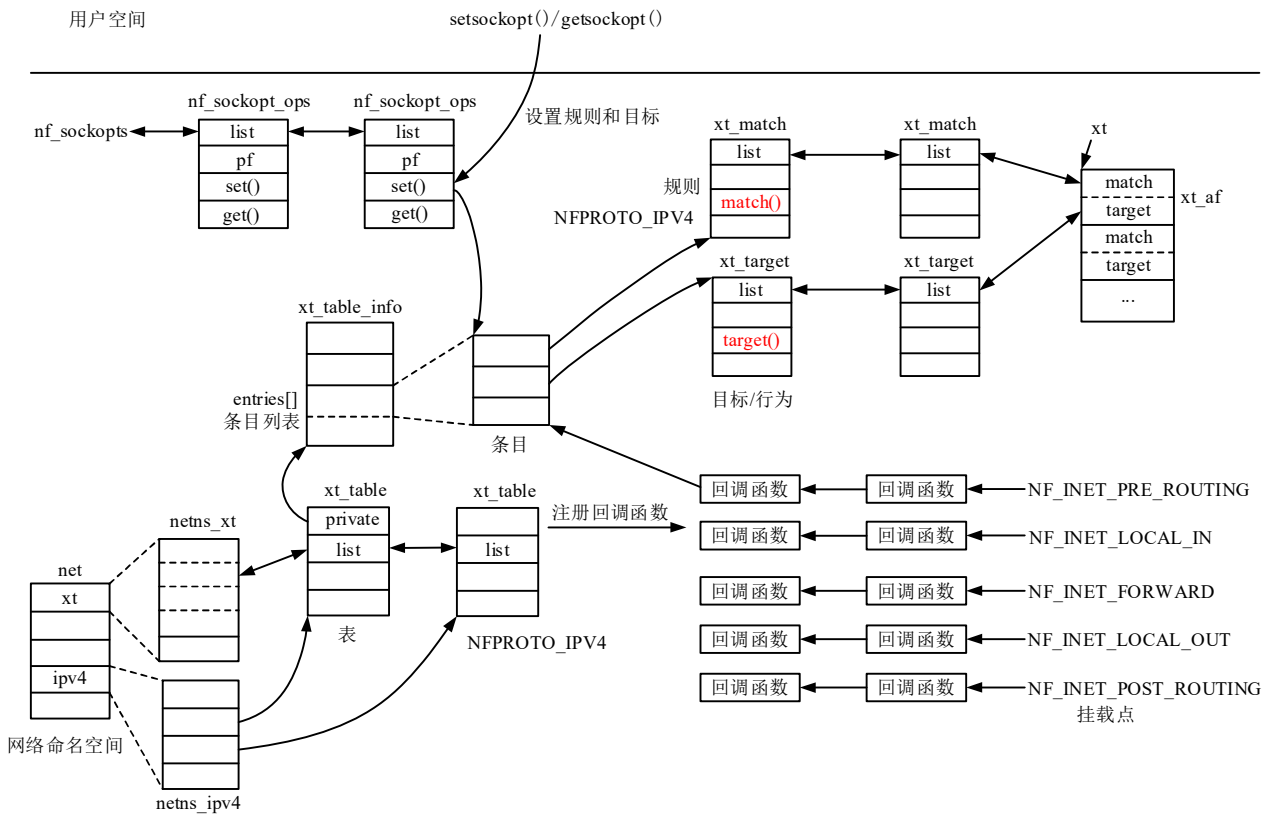 用户空间
setsockopt()/getsockopt()
nf_sockopts
nf_sockopt_ops
list
pf
set()
get()
nf_sockopt_ops
list
pf
set()
get()
设置规则和目标
xt_match
list
match()
规则
NFPROTO_IPV4
xt_match
list
xt
match
target
match
target
...
xt_af
xt_target
list
target()
目标/行为
xt_target
list
xt_table_info
entries[]
条目列表
条目
xt_table
private
list
表
xt_table
list
NFPROTO_IPV4
注册回调函数
netns_xt
net
xt
ipv4
网络命名空间
netns_ipv4
回调函数
回调函数
NF_INET_PRE_ROUTING
回调函数
回调函数
NF_INET_LOCAL_IN
回调函数
回调函数
NF_INET_FORWARD
回调函数
回调函数
NF_INET_LOCAL_OUT
回调函数
回调函数
NF_INET_POST_ROUTING
挂载点